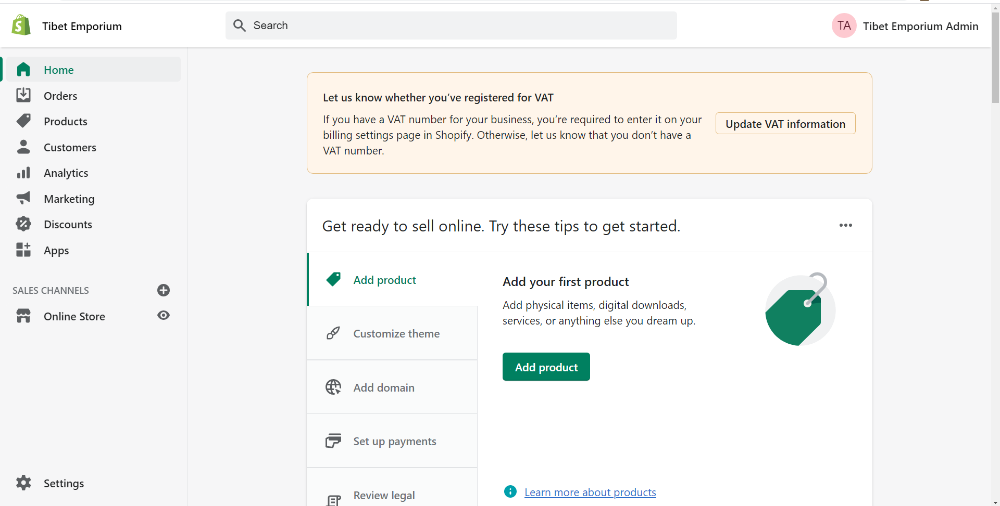 Tibet Emporium
Search
TA
Tibet Emporium Admin
Home
Orders
Products
Customers
Analytics
Marketing
Discounts
Apps
SALES CHANNELS
Online Store
Settings
Let us know whether you’ve registered for VAT
If you have a VAT number for your business, you’re required to enter it on your
billing settings page in Shopify. Otherwise, let us know that you don’t have a
VAT number.
Update VAT information
Get ready to sell online. Try these tips to get started.
Add product
Customize theme
Add domain
Set up payments
Review legal
Add your first product
Add physical items, digital downloads,
services, or anything else you dream up.
Add product
Learn more about products